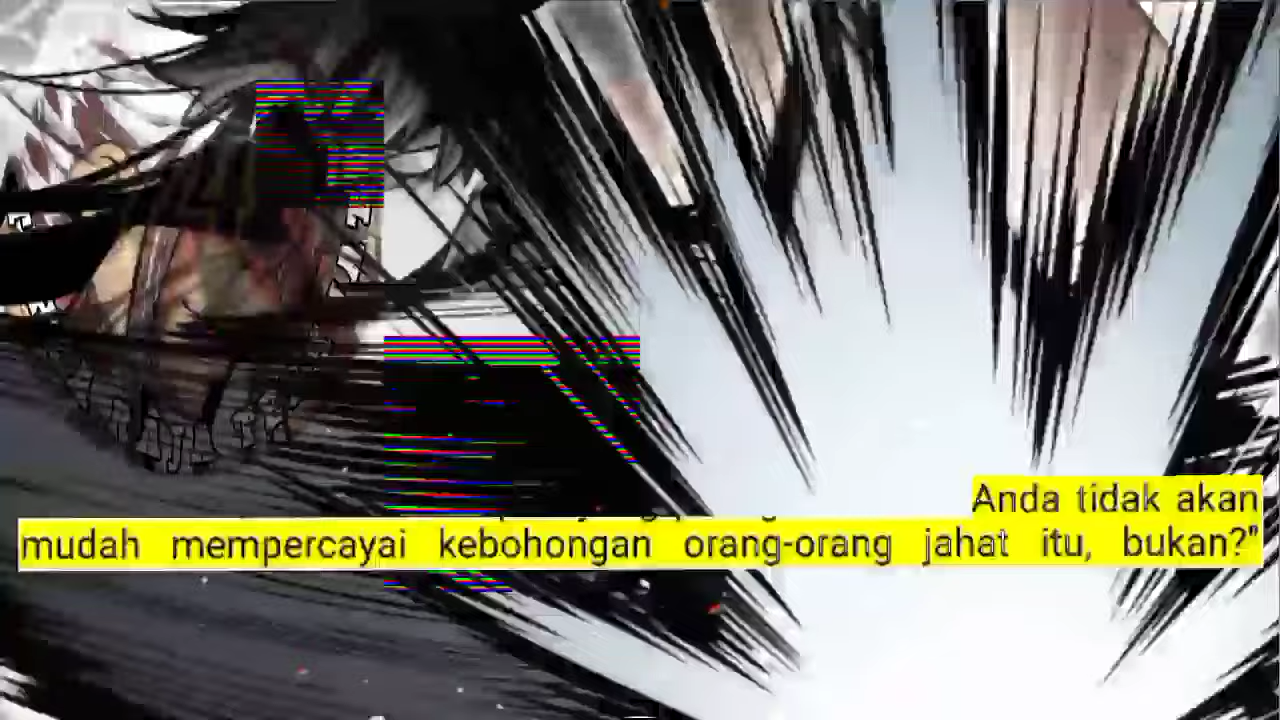 Anda tidak akan
mudah mempercayai kebohongan orang-orang jahat itu, bukan?"